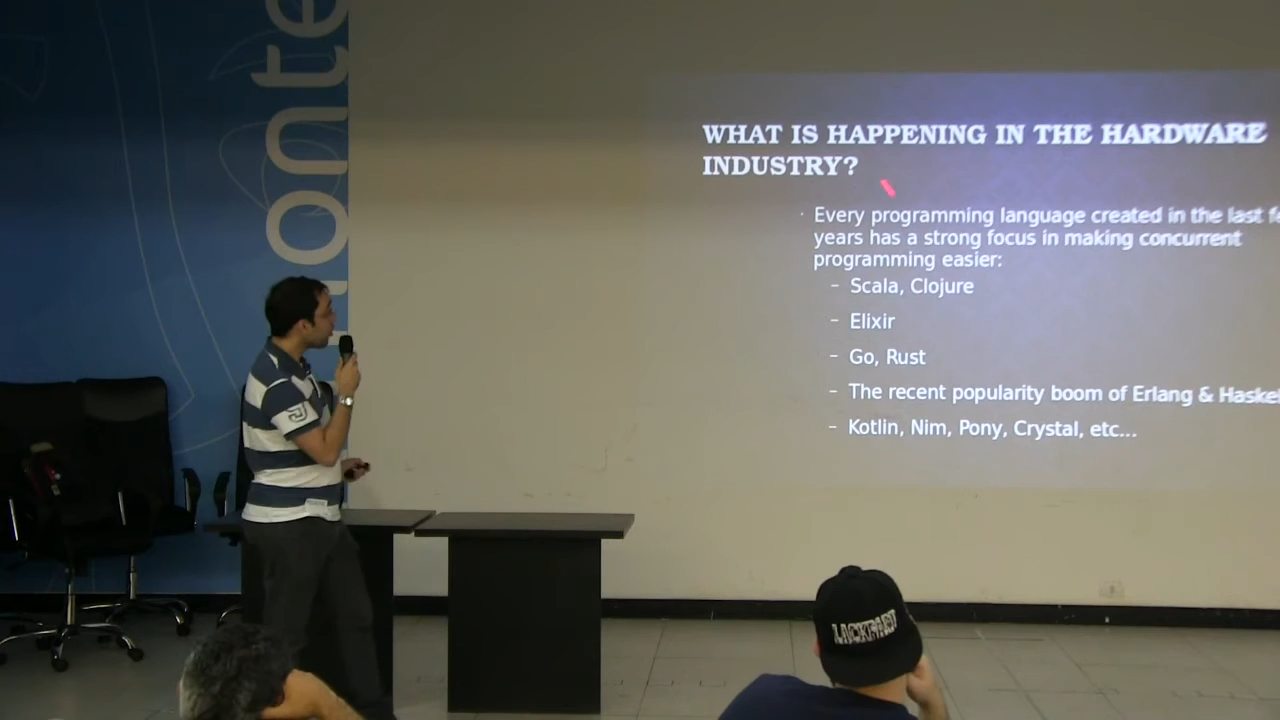 WHAT IS HAPPENING IN THE HARDWARE
INDUSTRY?
Every programming language created in the last
years has a strong focus in making concurrent
programming easier:
– Scala, Clojure
– Elixir
– Go, Rust
– The recent popularity boom of Erlang &
– Kotlin, Nim, Pony, Crystal, etc...